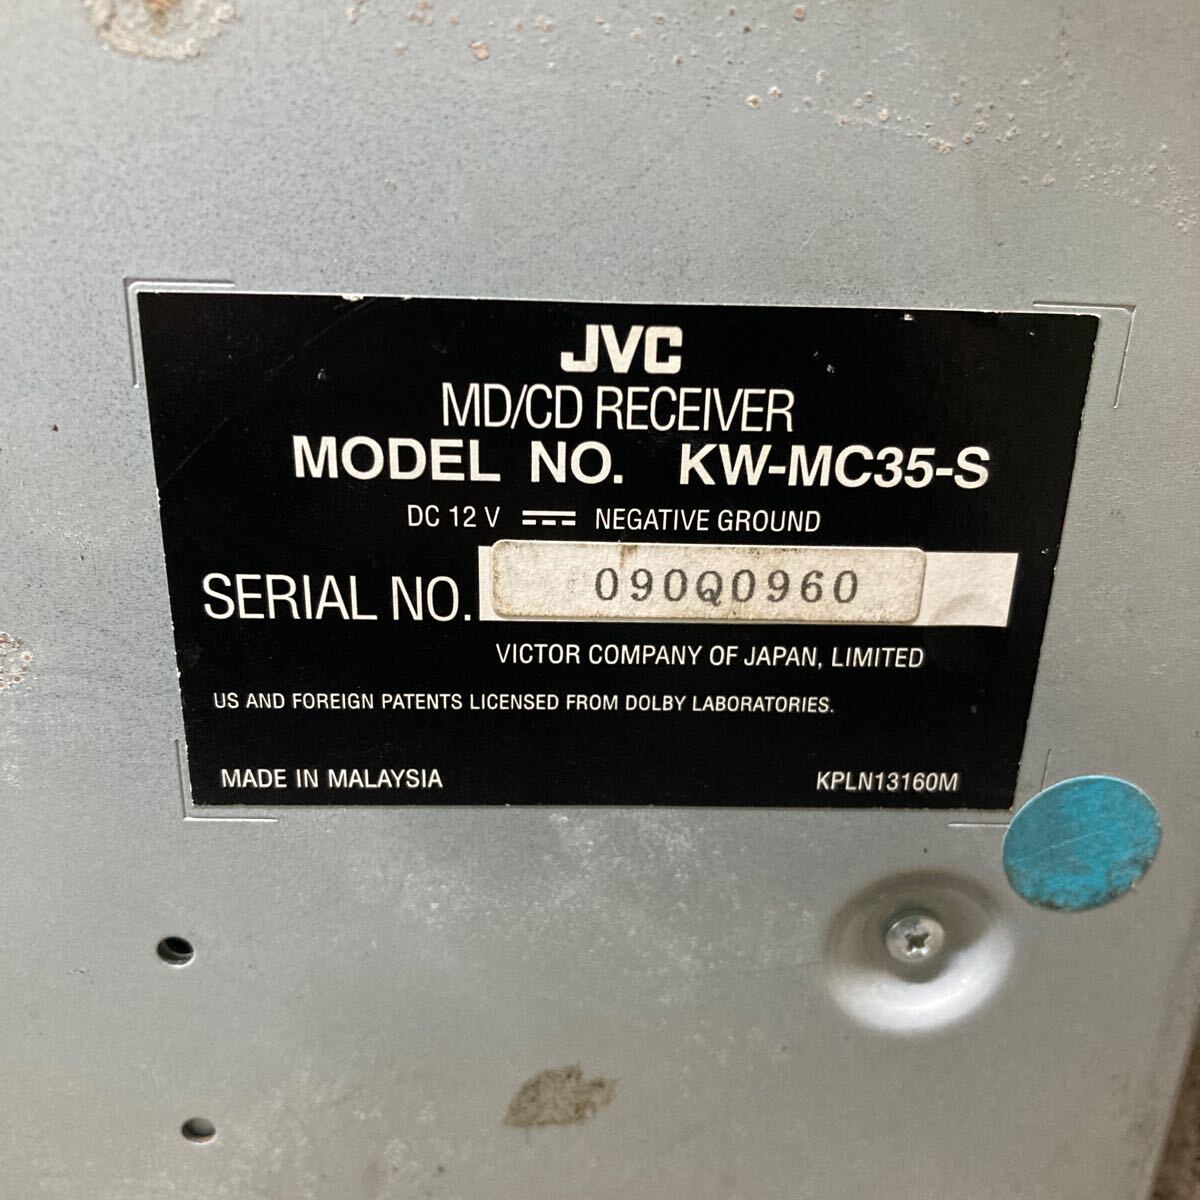 JVC
MD/CD RECEIVER
MODEL NO. KW-MC35-S
DC 12 V NEGATIVE GROUND
SERIAL NO. 090Q0960
VICTOR COMPANY OF JAPAN, LIMITED
US AND FOREIGN PATENTS LICENSED FROM DOLBY LABORATORIES.
MADE IN MALAYSIA KPLN13160M